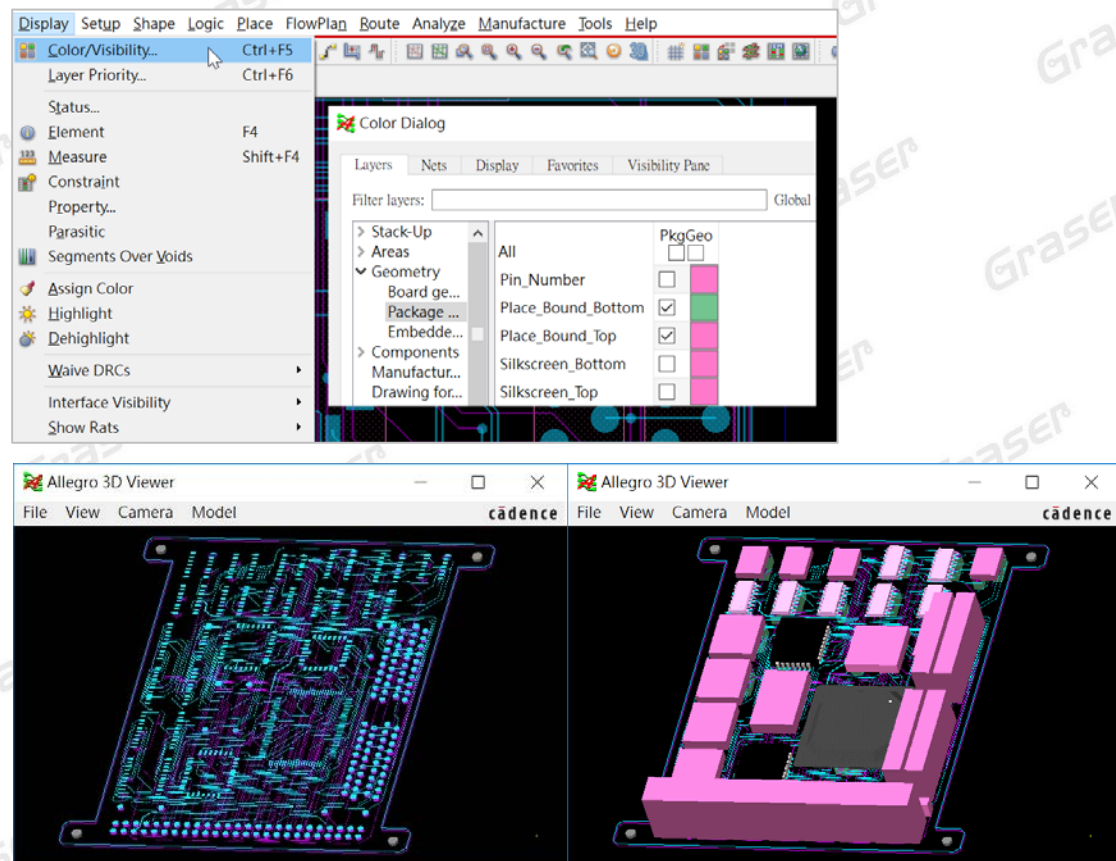 Display Setup Shape Logic Place FlowPlan Route Analyze Manufacture Tools Help
Color/Visibility... Ctrl+F5
Layer Priority... Ctrl+F6
Status...
Element F4
Measure Shift+F4
Constraint
Property...
Parasitic
Segments Over Voids
Assign Color
Highlight
Dehighlight
Waive DRCs
Interface Visibility
Show Rats
Color Dialog
Layers Nets Display Favorites Visibility Pane
Filter layers: Global
Stack-Up
Areas
Geometry
Board ge...
Package ...
Embedde...
Components
Manufactur...
Drawing for...
PkgGeo
All
Pin_Number
Place_Bound_Bottom
Place_Bound_Top
Silkscreen_Bottom
Silkscreen_Top
Allegro 3D Viewer
File View Camera Model cādence
Allegro 3D Viewer
File View Camera Model cādence
Graser
Graser